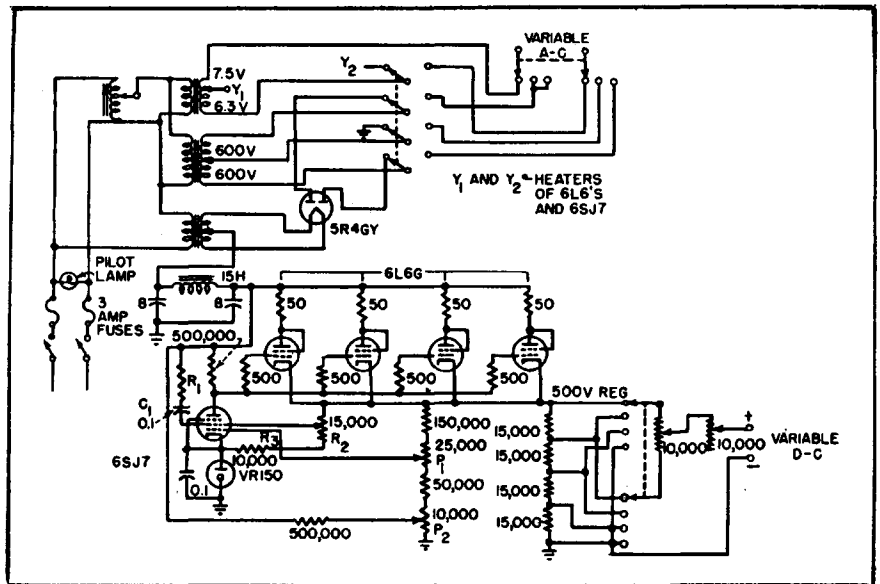 VARIABLE
A-C
7.5V
Y1
6.3V
Y2
600V
600V
Y1 AND Y2 = HEATERS
OF 6L6'S
AND 6SJ7
5R4GY
PILOT
LAMP
3
AMP
FUSES
15H
8
8
6L6G
50
50
50
50
500,000
500
500
500
500
R1
C1
0.1
6SJ7
0.1
R3
10,000
VR150
15,000
R2
150,000
25,000
P1
50,000
10,000
P2
500,000
500V REG
15,000
15,000
15,000
15,000
10,000
+
10,000
−
VARIABLE
D-C